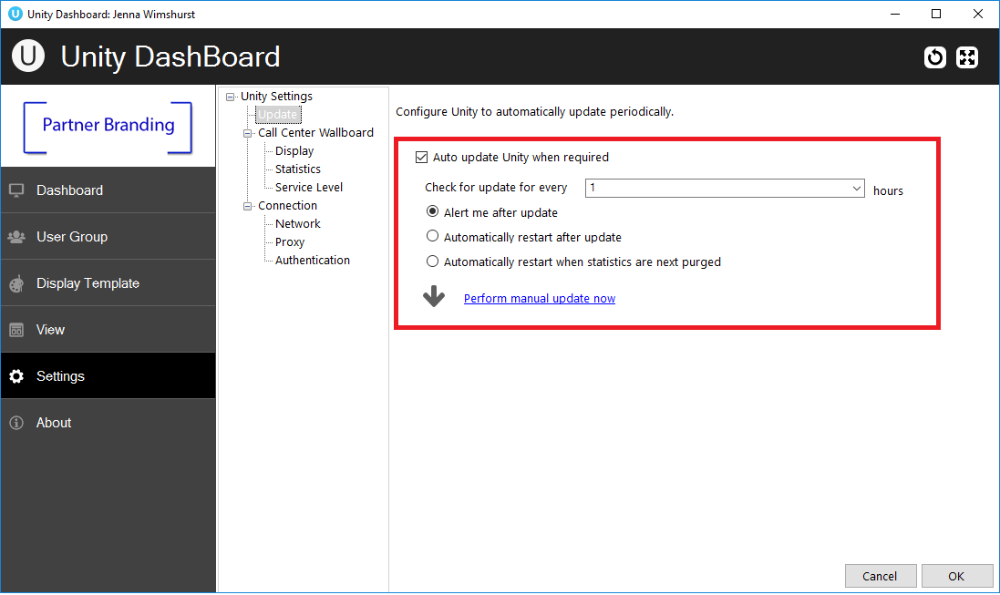 Unity Dashboard: Jenna Wimshurst
Unity DashBoard
Partner Branding
Dashboard
User Group
Display Template
View
Settings
About
Unity Settings
Update
Call Center Wallboard
Display
Statistics
Service Level
Connection
Network
Proxy
Authentication
Configure Unity to automatically update periodically.
Auto update Unity when required
Check for update for every 1 hours
Alert me after update
Automatically restart after update
Automatically restart when statistics are next purged
Perform manual update now
Cancel OK